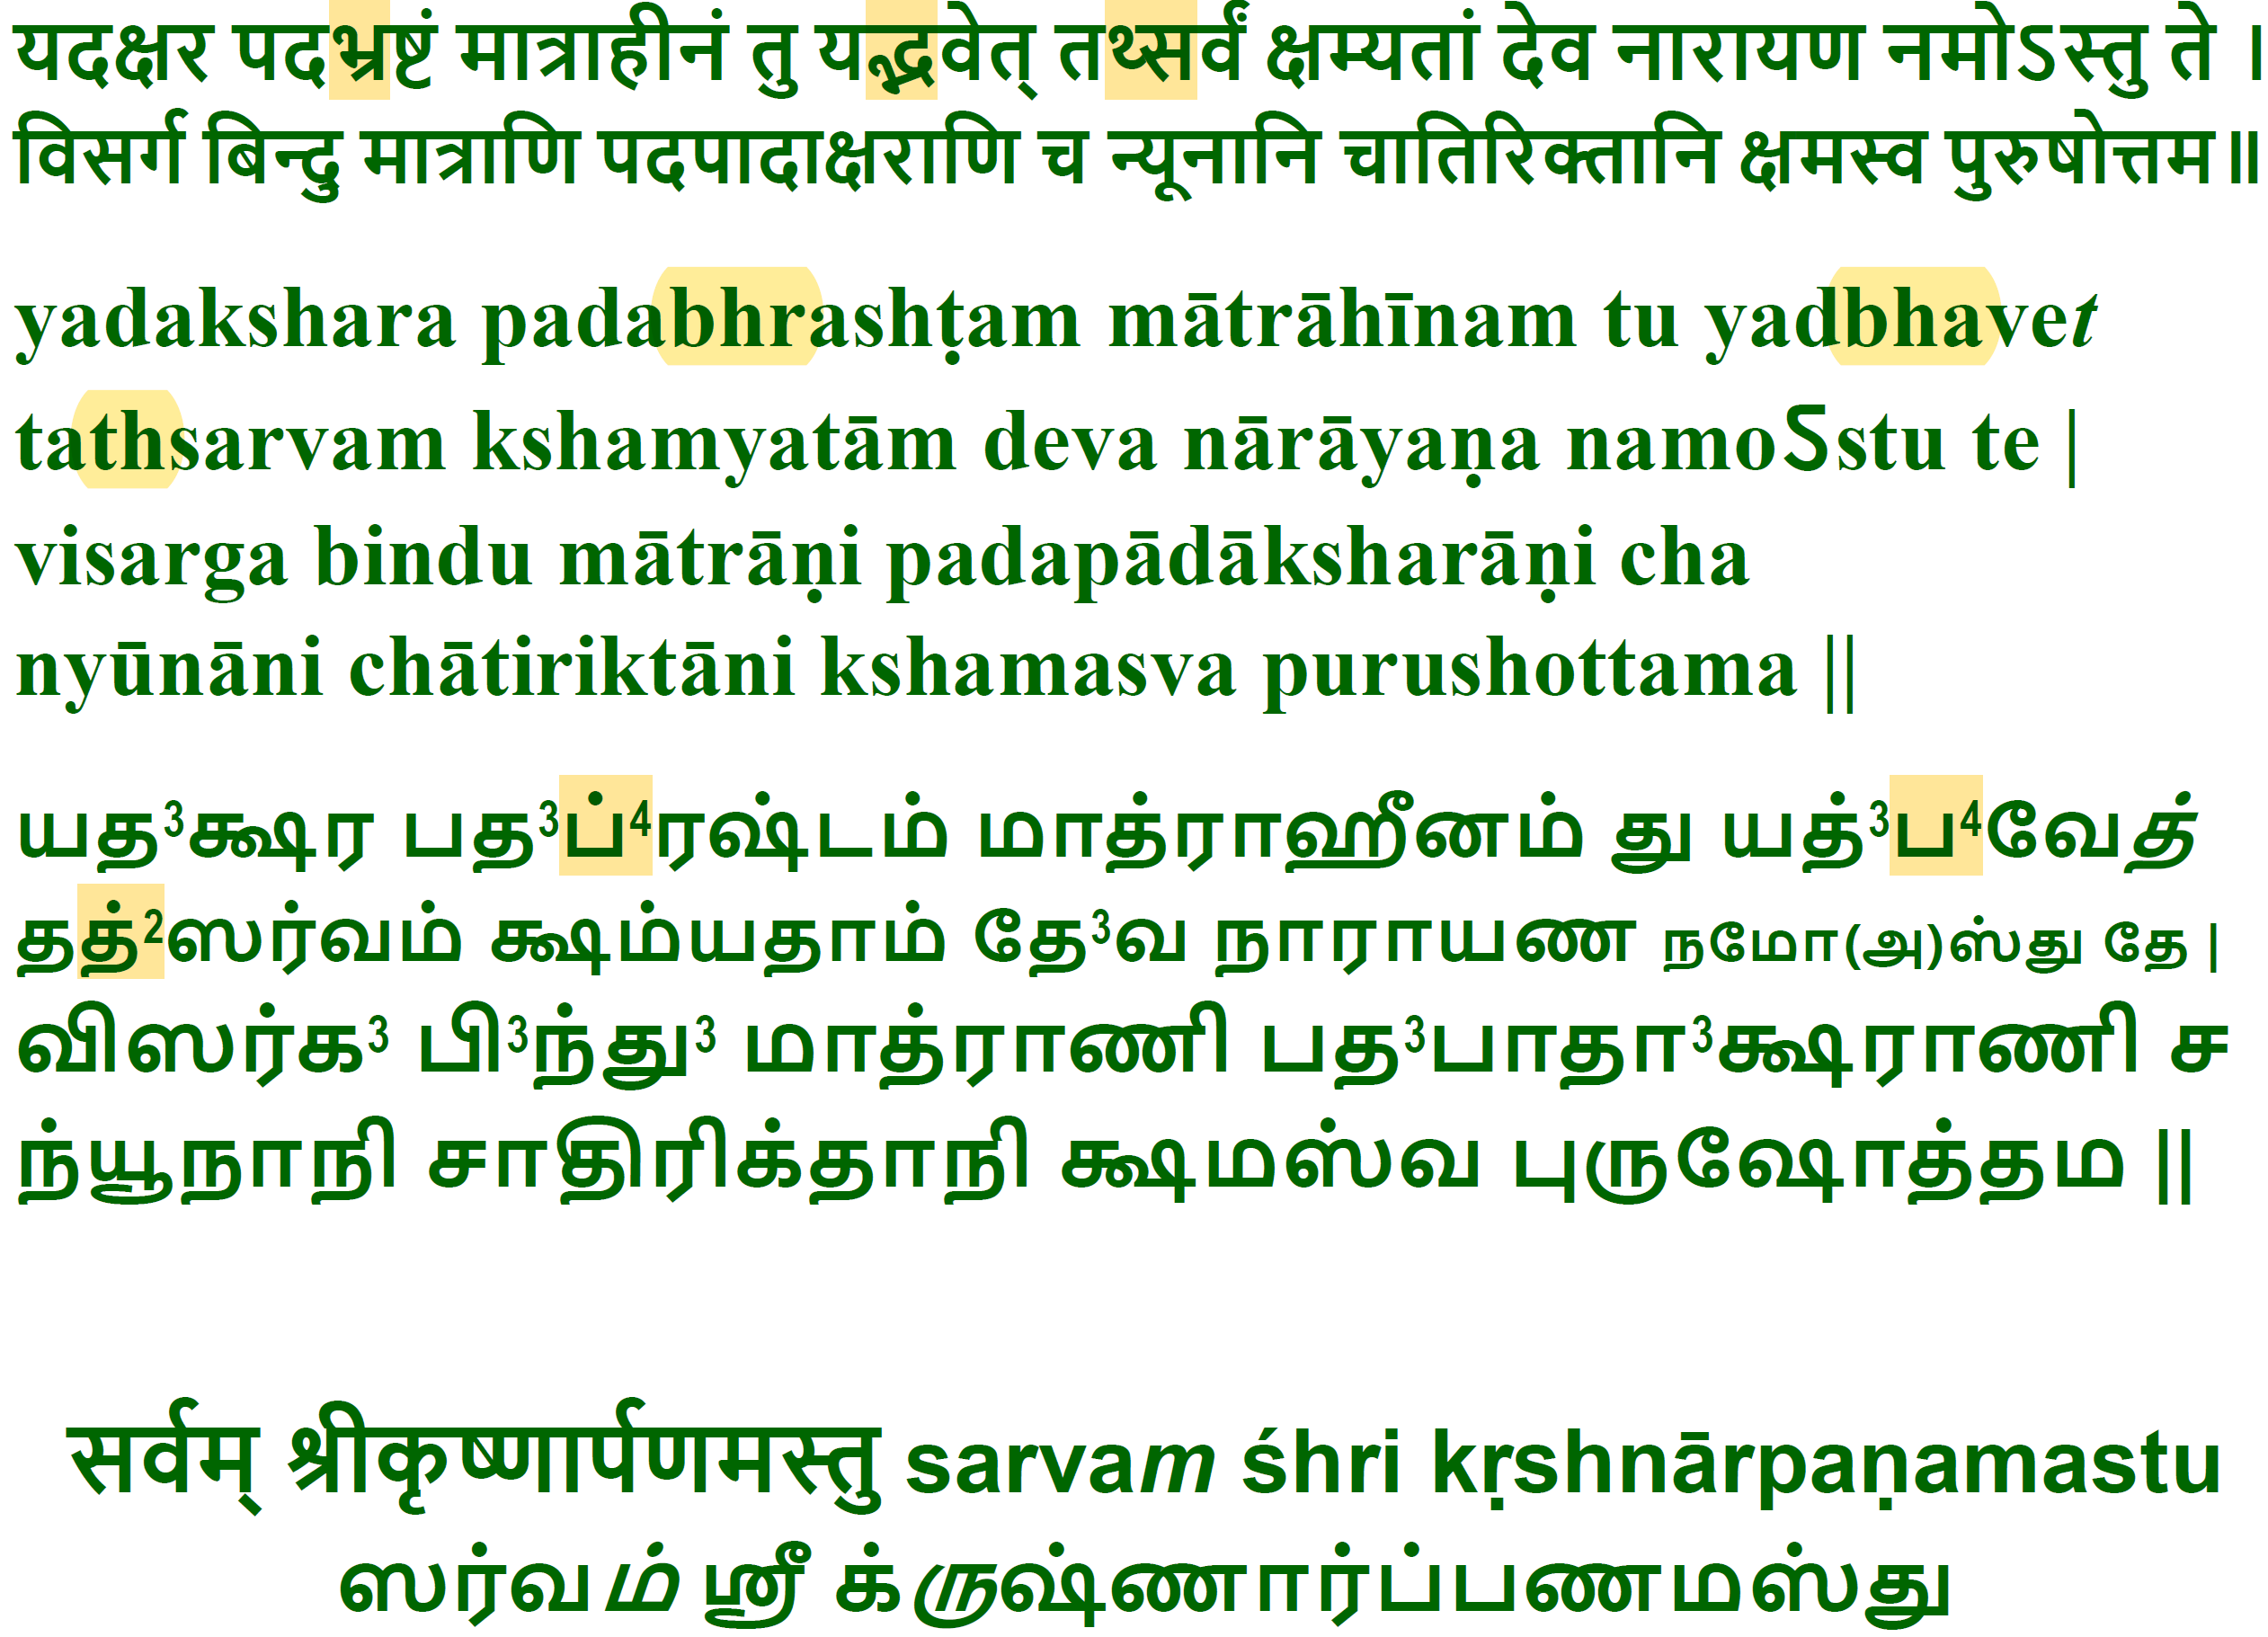 यदक्षर पदभ्रष्टं मात्राहीनं तु यद्भवेत् तथ्सर्वं क्षम्यतां देव नारायण नमोऽस्तु ते ।
विसर्ग बिन्दु मात्राणि पदपादाक्षराणि च न्यूनानि चातिरिक्तानि क्षमस्व पुरुषोत्तम ॥
yadakshara padabhrashṭam mātrāhīnam tu yadbhavet
tathsarvam kshamyatām deva nārāyaṇa namoऽstu te |
visarga bindu mātrāṇi padapādāksharāṇi cha
nyūnāni chātiriktāni kshamasva purushottama ||
யத³க்ஷர பத³ப்⁴ரஷ்டம் மாத்ராஹீனம் து யத்³ப⁴வேத்
தத்²ஸர்வம் க்ஷம்யதாம் தே³வ நாராயண நமோ(அ)ஸ்து தே |
விஸர்க³ பி³ந்து³ மாத்ராணி பத³பாதா³க்ஷராணி ச
ந்யூநாநி சாதிரிக்தாநி க்ஷமஸ்வ புருஷோத்தம ||
सर्वम् श्रीकृष्णार्पणमस्तु sarvam śhri kṛshnārpaṇamastu
ஸர்வம் ஸ்ரீ க்ருஷ்ணார்ப்பணமஸ்து